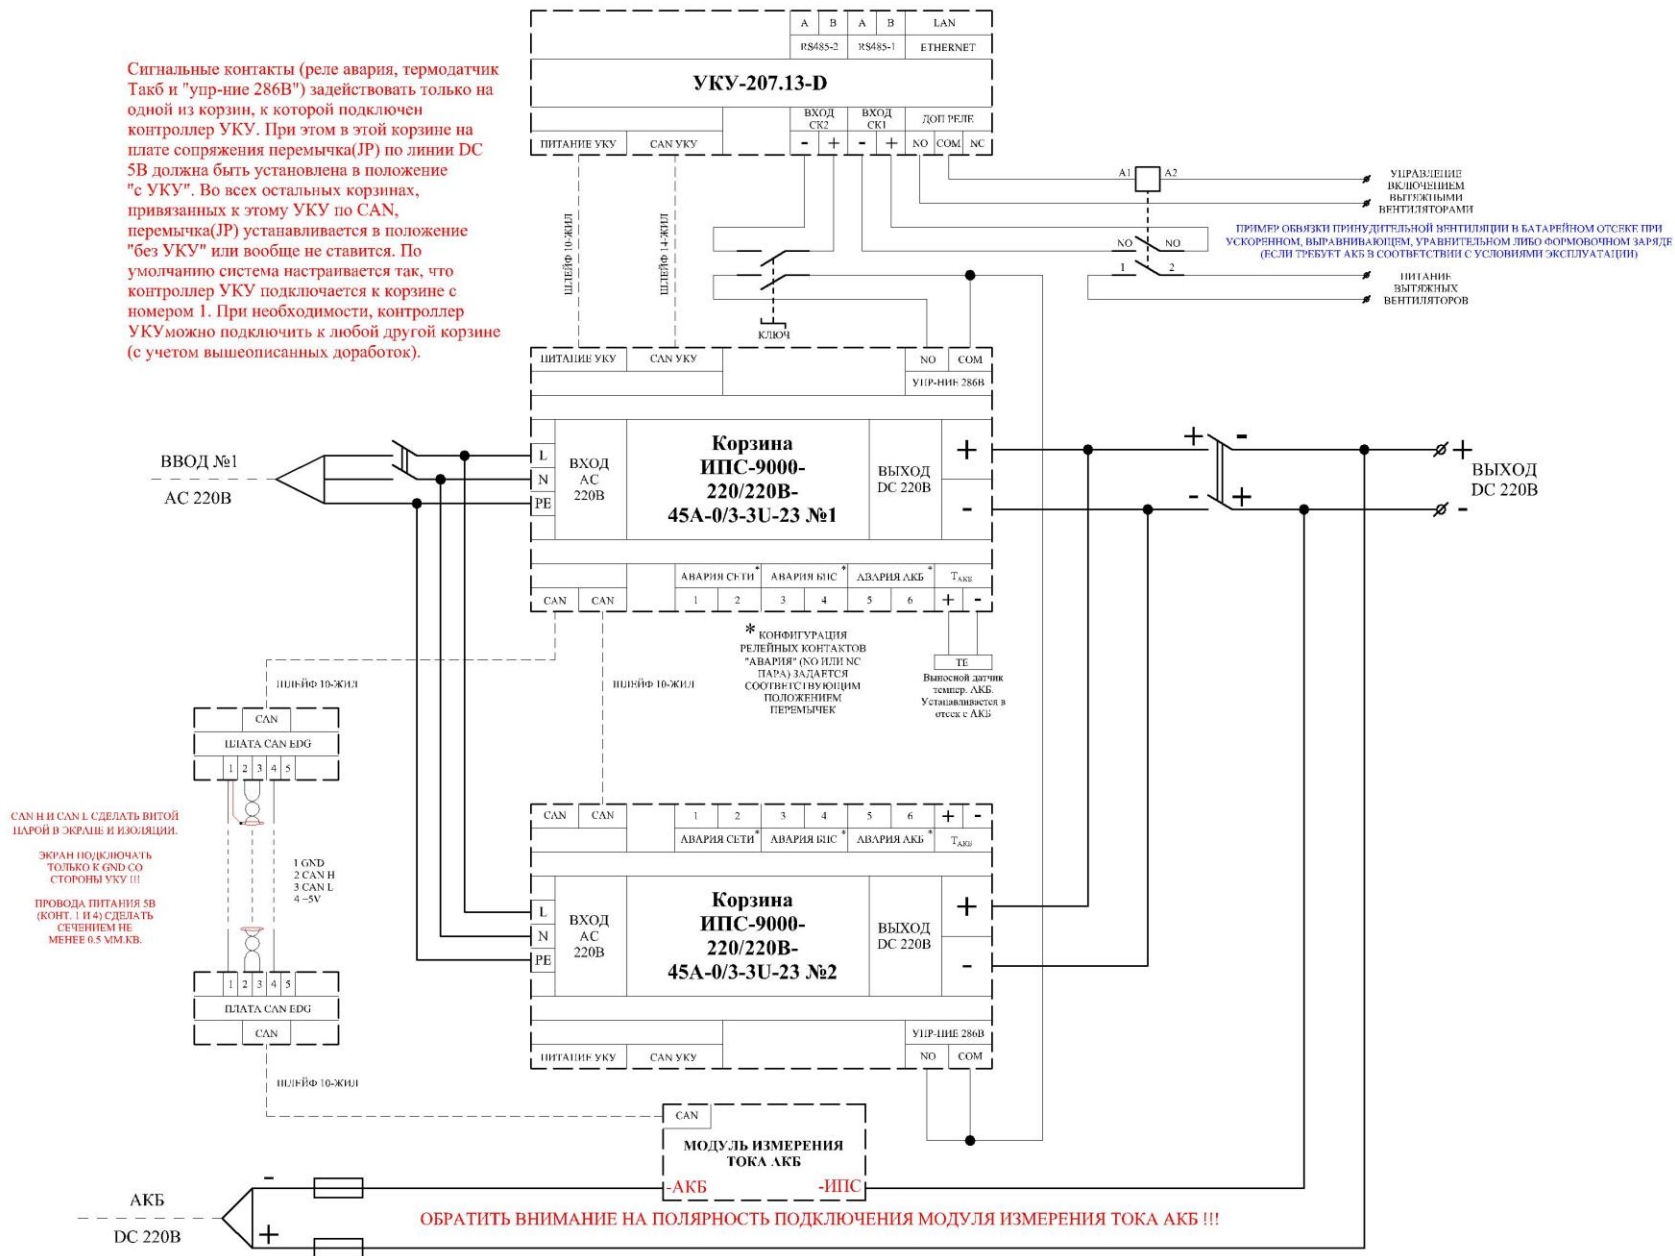 A B A B LAN
RS485-2 RS485-1 ETHERNET
УКУ-207.13-D
ВХОД СК2 ВХОД СК1 ДОП РЕЛЕ
ПИТАНИЕ УКУ CAN УКУ - + - + NO COM NC
Сигнальные контакты (реле авария, термодатчик
Такб и "упр-ние 286В") задействовать только на
одной из корзин, к которой подключен
контроллер УКУ. При этом в этой корзине на
плате сопряжения перемычка(JP) по линии DC
5В должна быть установлена в положение
"с УКУ". Во всех остальных корзинах,
привязанных к этому УКУ по CAN,
перемычка(JP) устанавливается в положение
"без УКУ" или вообще не ставится. По
умолчанию система настраивается так, что
контроллер УКУ подключается к корзине с
номером 1. При необходимости, контроллер
УКУможно подключить к любой другой корзине
(с учетом вышеописанных доработок).
ШЛЕЙФ 10-ЖИЛ
ШЛЕЙФ 14-ЖИЛ
КЛЮЧ
A1 A2
УПРАВЛЕНИЕ
ВКЛЮЧЕНИЕМ
ВЫТЯЖНЫМИ
ВЕНТИЛЯТОРАМИ
ПРИМЕР ОБВЯЗКИ ПРИНУДИТЕЛЬНОЙ ВЕНТИЛЯЦИИ В БАТАРЕЙНОМ ОТСЕКЕ ПРИ
УСКОРЕННОМ, ВЫРАВНИВАЮЩЕМ, УРАВНИТЕЛЬНОМ ЛИБО ФОРМОВОЧНОМ ЗАРЯДЕ
(ЕСЛИ ТРЕБУЕТ АКБ В СООТВЕТСТВИИ С УСЛОВИЯМИ ЭКСПЛУАТАЦИИ)
NO NO
1 2
ПИТАНИЕ
ВЫТЯЖНЫХ
ВЕНТИЛЯТОРОВ
ПИТАНИЕ УКУ CAN УКУ NO COM
УПР-НИЕ 286В
ВВОД №1
AC 220В
L
N
PE
ВХОД
AC
220В
Корзина
ИПС-9000-
220/220В-
45А-0/3-3U-23 №1
ВЫХОД
DC 220В
+
-
+ -
- +
+
ВЫХОД
DC 220В
-
АВАРИЯ СЕТИ* АВАРИЯ БПС* АВАРИЯ АКБ* ТАКБ
CAN CAN 1 2 3 4 5 6 + -
* КОНФИГУРАЦИЯ
РЕЛЕЙНЫХ КОНТАКТОВ
"АВАРИЯ" (NO ИЛИ NC
ПАРА) ЗАДАЕТСЯ
СООТВЕТСТВУЮЩИМ
ПОЛОЖЕНИЕМ
ПЕРЕМЫЧЕК
TE
Выносной датчик
темпер. АКБ.
Устанавливается в
отсек с АКБ
ШЛЕЙФ 10-ЖИЛ
ШЛЕЙФ 10-ЖИЛ
CAN
ПЛАТА CAN EDG
1 2 3 4 5
CAN H И CAN L СДЕЛАТЬ ВИТОЙ
ПАРОЙ В ЭКРАНЕ И ИЗОЛЯЦИИ.
ЭКРАН ПОДКЛЮЧАТЬ
ТОЛЬКО К GND СО
СТОРОНЫ УКУ !!!
ПРОВОДА ПИТАНИЯ 5В
(КОНТ. 1 И 4) СДЕЛАТЬ
СЕЧЕНИЕМ НЕ
МЕНЕЕ 0.5 ММ.КВ.
1 GND
2 CAN H
3 CAN L
4 +5V
1 2 3 4 5
ПЛАТА CAN EDG
CAN
ШЛЕЙФ 10-ЖИЛ
CAN CAN 1 2 3 4 5 6 + -
АВАРИЯ СЕТИ* АВАРИЯ БПС* АВАРИЯ АКБ* ТАКБ
L
N
PE
ВХОД
AC
220В
Корзина
ИПС-9000-
220/220В-
45А-0/3-3U-23 №2
ВЫХОД
DC 220В
+
-
УПР-НИЕ 286В
ПИТАНИЕ УКУ CAN УКУ NO COM
CAN
МОДУЛЬ ИЗМЕРЕНИЯ
ТОКА АКБ
-АКБ -ИПС
АКБ
DC 220В
-
+
ОБРАТИТЬ ВНИМАНИЕ НА ПОЛЯРНОСТЬ ПОДКЛЮЧЕНИЯ МОДУЛЯ ИЗМЕРЕНИЯ ТОКА АКБ !!!